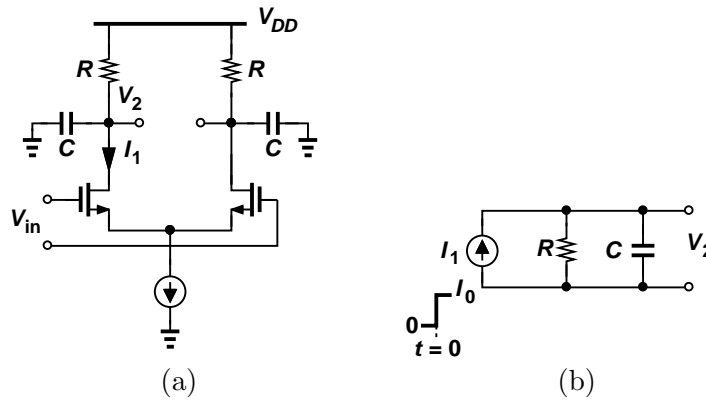 V_DD
R R
V_2
C I_1 C
V_in
(a)
I_1 R C V_2
I_0
0
t = 0
(b)